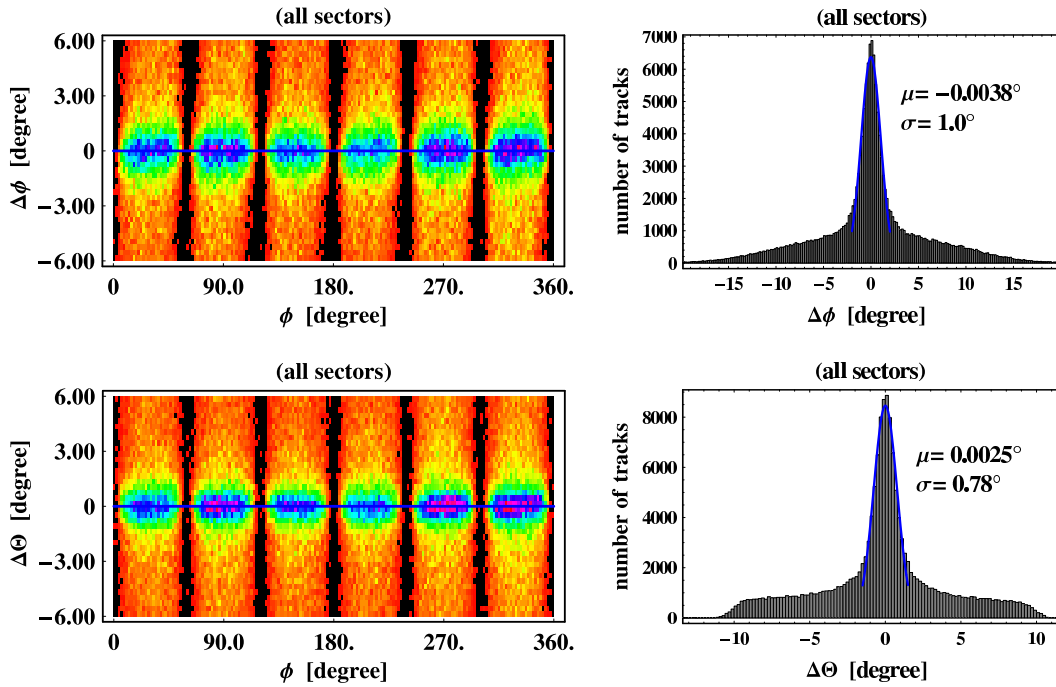 (all sectors)
6.00
3.00
0
−3.00
−6.00
Δϕ [degree]
0 90.0 180. 270. 360.
ϕ [degree]
(all sectors)
7000
6000
5000
4000
3000
2000
1000
0
number of tracks
μ= −0.0038°
σ= 1.0°
−15 −10 −5 0 5 10 15
Δϕ [degree]
(all sectors)
6.00
3.00
0
−3.00
−6.00
ΔΘ [degree]
0 90.0 180. 270. 360.
ϕ [degree]
(all sectors)
8000
6000
4000
2000
0
number of tracks
μ= 0.0025°
σ= 0.78°
−10 −5 0 5 10
ΔΘ [degree]